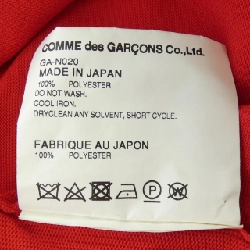 COMME des GARÇONS Co.,Ltd.
GA-N020
MADE IN JAPAN
100% POLYESTER
DO NOT WASH.
COOL IRON.
DRYCLEAN ANY SOLVENT, SHORT CYCLE.
FABRIQUE AU JAPON
100% POLYESTER